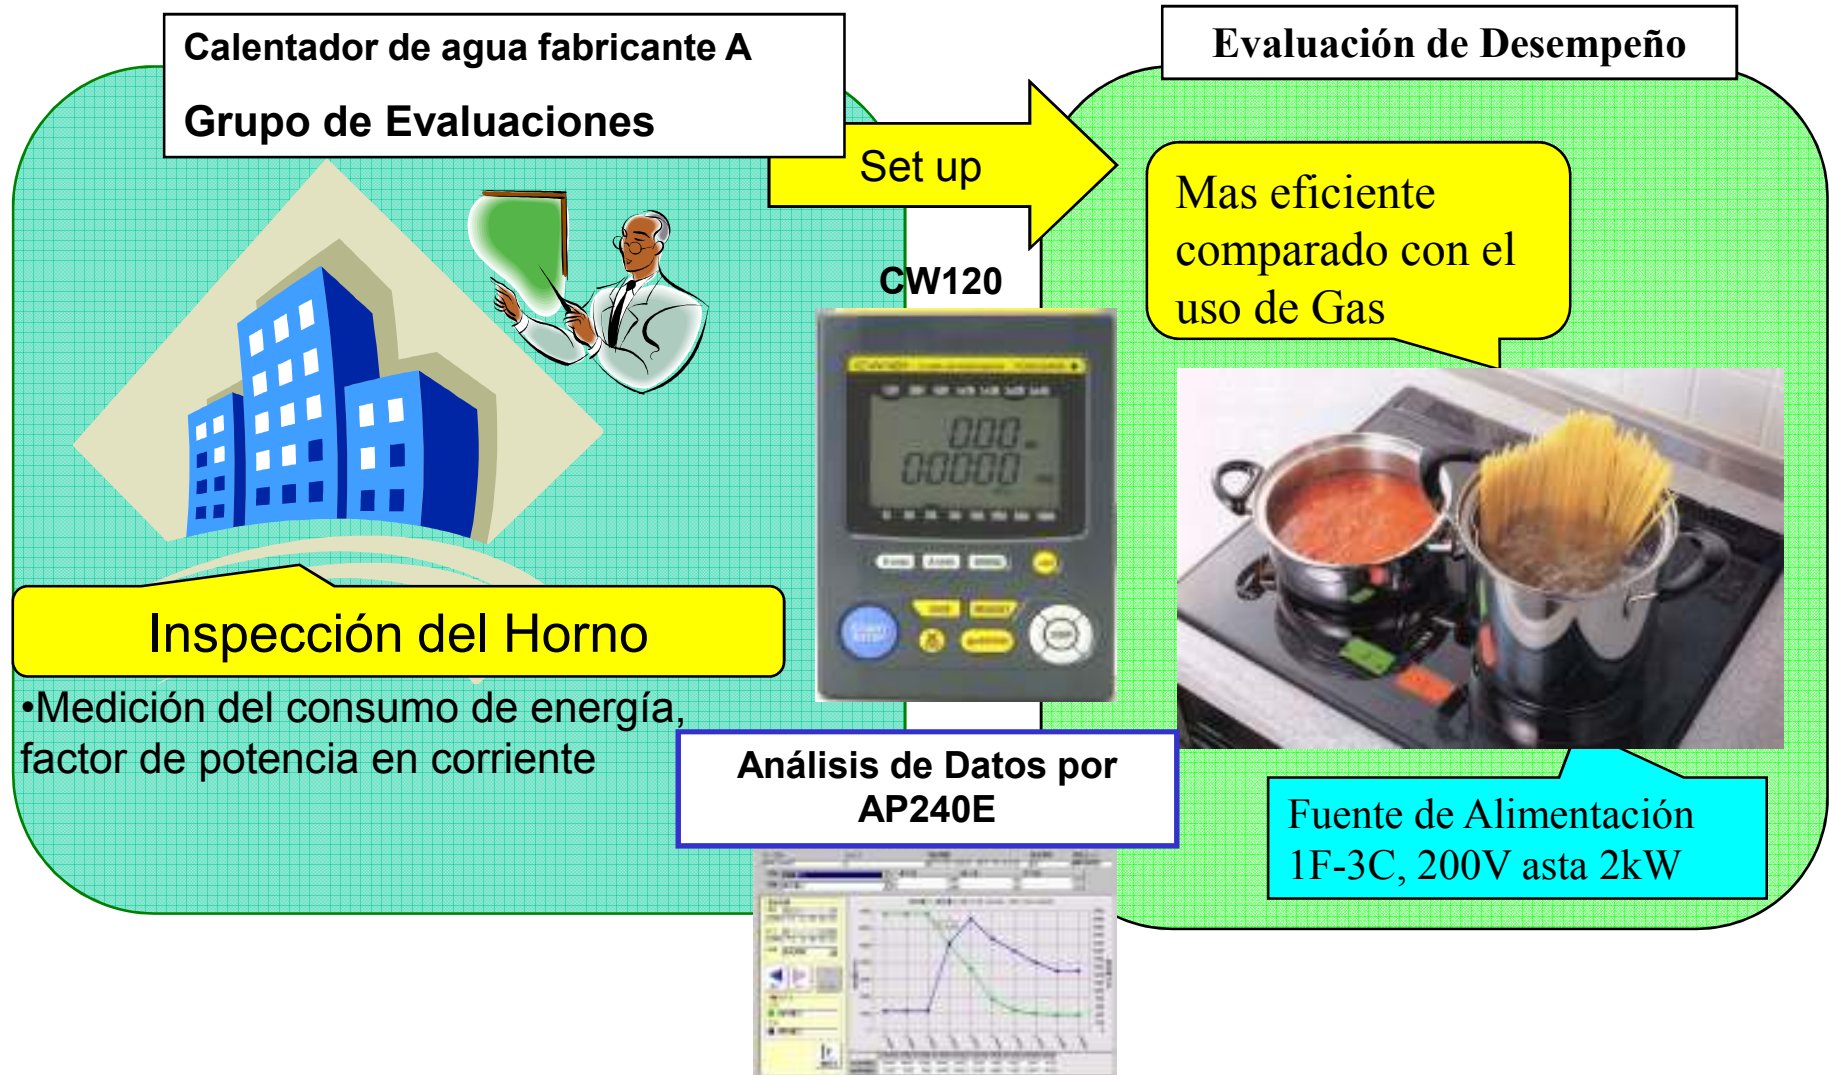 Calentador de agua fabricante A
Grupo de Evaluaciones
Evaluación de Desempeño
Set up
Mas eficiente
comparado con el
uso de Gas
CW120
Inspección del Horno
•Medición del consumo de energía,
factor de potencia en corriente
Análisis de Datos por
AP240E
Fuente de Alimentación
1F-3C, 200V asta 2kW
000
00000